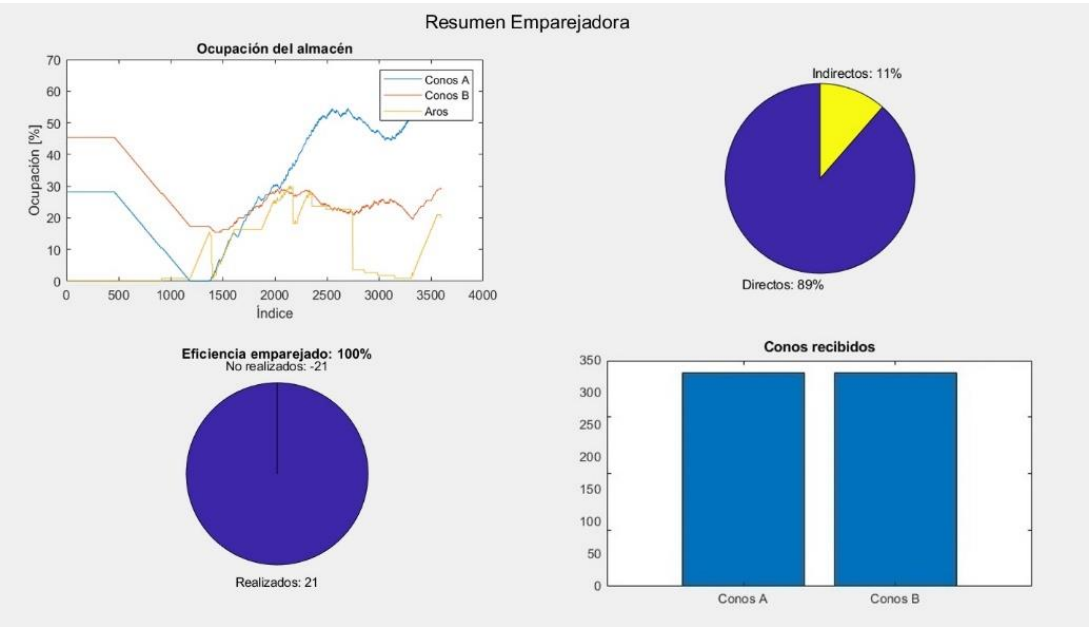 Resumen Emparejadora
Ocupación del almacén
70
60
50
40
30
20
10
0
Ocupación [%]
Conos A
Conos B
Aros
0 500 1000 1500 2000 2500 3000 3500 4000
Índice
Indirectos: 11%
Directos: 89%
Eficiencia emparejado: 100%
No realizados: -21
Realizados: 21
Conos recibidos
350
300
250
200
150
100
50
0
Conos A Conos B